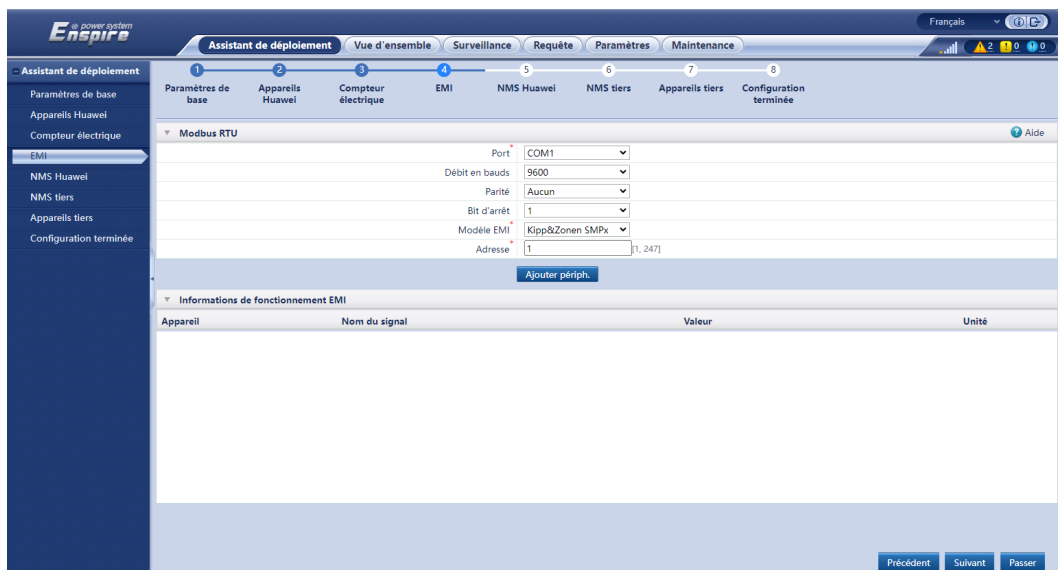 @ power system
Enspire
Français
Assistant de déploiement
Vue d'ensemble
Surveillance
Requête
Paramètres
Maintenance
2 0 0
Assistant de déploiement
Paramètres de base
Appareils Huawei
Compteur électrique
EMI
NMS Huawei
NMS tiers
Appareils tiers
Configuration terminée
1 2 3 4 5 6 7 8
Paramètres de base
Appareils Huawei
Compteur électrique
EMI
NMS Huawei
NMS tiers
Appareils tiers
Configuration terminée
Modbus RTU
Aide
Port * COM1
Débit en bauds 9600
Parité Aucun
Bit d'arrêt 1
Modèle EMI * Kipp&Zonen SMPx
Adresse * 1 [1, 247]
Ajouter périph.
Informations de fonctionnement EMI
Appareil Nom du signal Valeur Unité
Précédent Suivant Passer